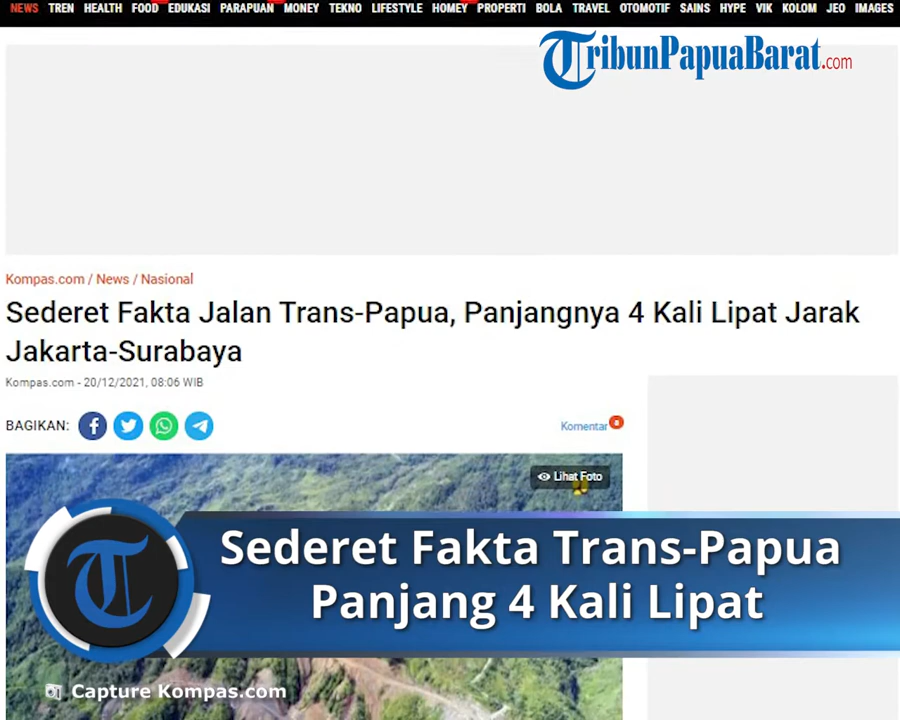 NEWS TREN HEALTH FOOD EDUKASI PARAPUAN MONEY TEKNO LIFESTYLE HOMEY PROPERTI BOLA TRAVEL OTOMOTIF SAINS HYPE VIK KOLOM JEO IMAGES
TribunPapuaBarat.com
Kompas.com / News / Nasional
Sederet Fakta Jalan Trans-Papua, Panjangnya 4 Kali Lipat Jarak
Jakarta-Surabaya
Kompas.com - 20/12/2021, 08:06 WIB
BAGIKAN:
Komentar
Lihat Foto
Sederet Fakta Trans-Papua
Panjang 4 Kali Lipat
Capture Kompas.com